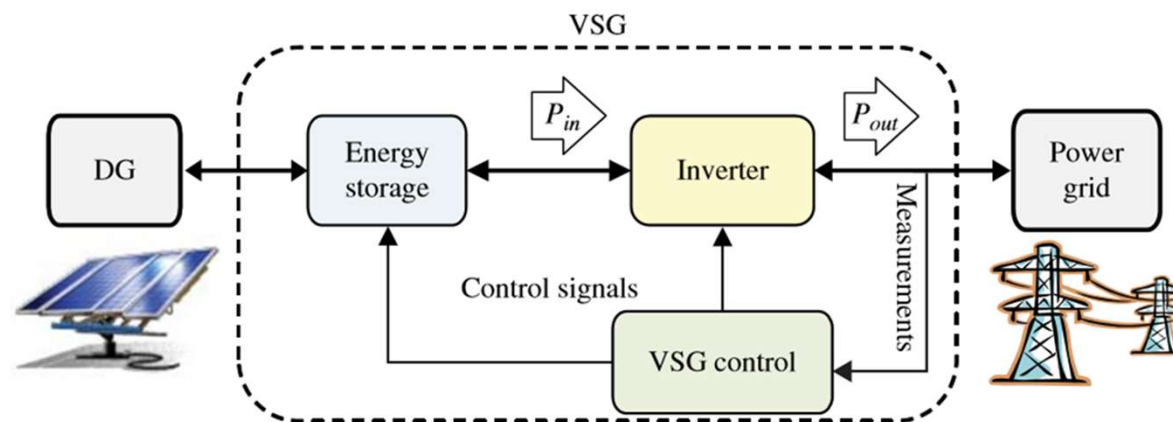 VSG
P_in
P_out
DG
Energy
storage
Inverter
Power
grid
Measurements
Control signals
VSG control